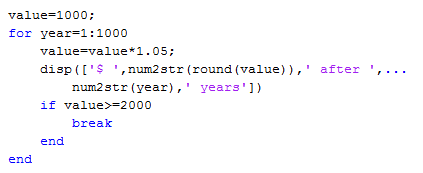 value=1000;
for year=1:1000
value=value*1.05;
disp(['$ ',num2str(round(value)),' after ',...
num2str(year),' years'])
if value>=2000
break
end
end